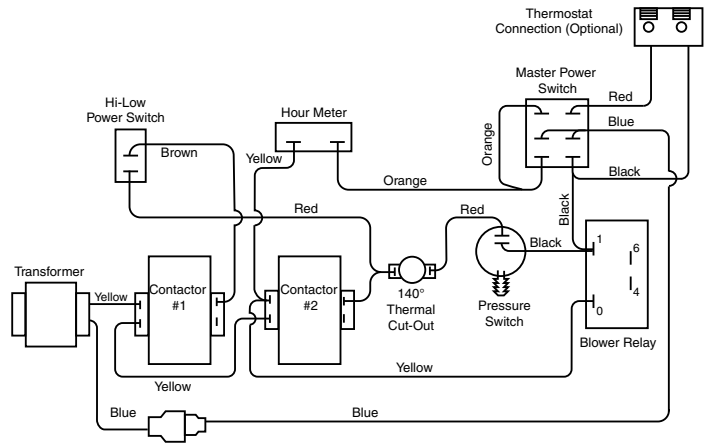 Thermostat
Connection (Optional)
Master Power
Switch
Hi-Low
Power Switch
Hour Meter
Red
Blue
Orange
Brown
Yellow
Orange
Black
Red
Red
Black
Black
1
6
4
0
Transformer
Yellow
Contactor
#1
Contactor
#2
140°
Thermal
Cut-Out
Pressure
Switch
Blower Relay
Yellow
Yellow
Blue
Blue